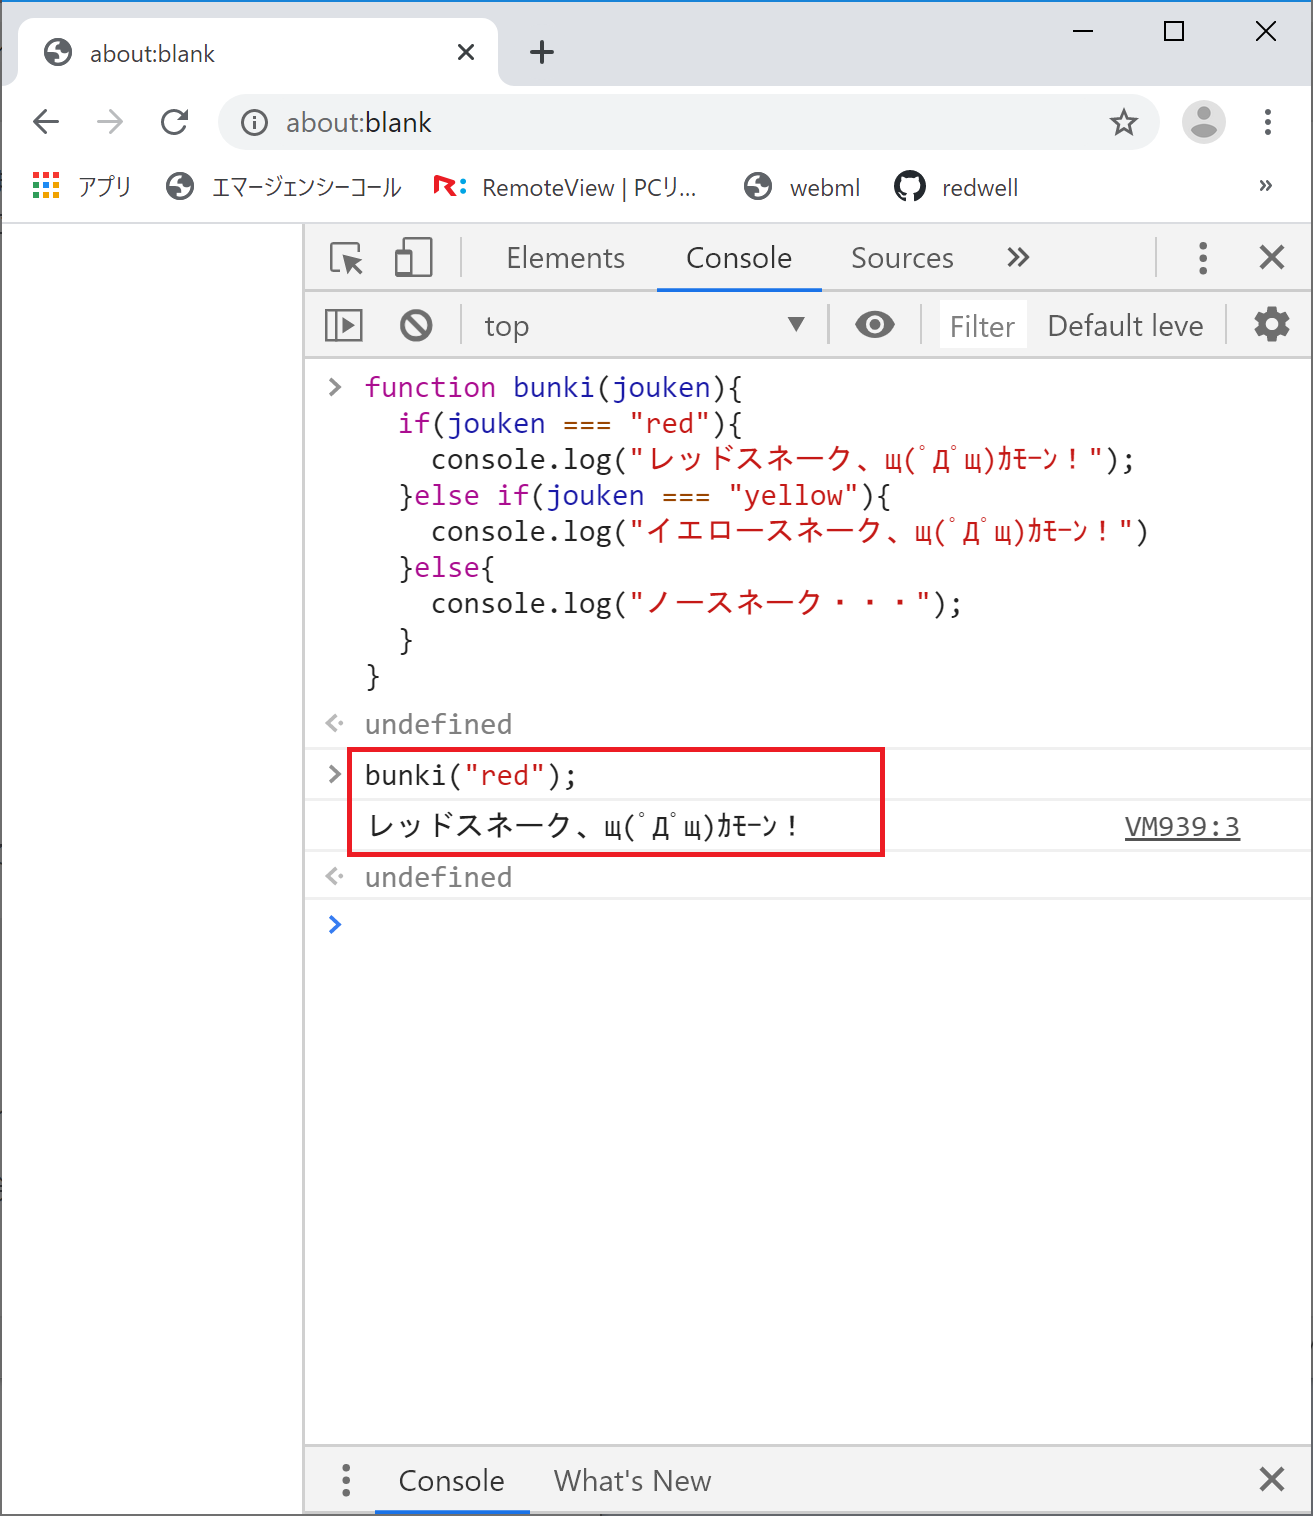 about:blank
about:blank
アプリ エマージェンシーコール RemoteView | PCリ... webml redwell »
Elements Console Sources »
top Filter Default leve
> function bunki(jouken){
if(jouken === "red"){
console.log("レッドスネーク、щ(ﾟДﾟщ)ｶﾓｰﾝ！");
}else if(jouken === "yellow"){
console.log("イエロースネーク、щ(ﾟДﾟщ)ｶﾓｰﾝ！")
}else{
console.log("ノースネーク・・・");
}
}
undefined
> bunki("red");
レッドスネーク、щ(ﾟДﾟщ)ｶﾓｰﾝ！ VM939:3
undefined
>
Console What's New